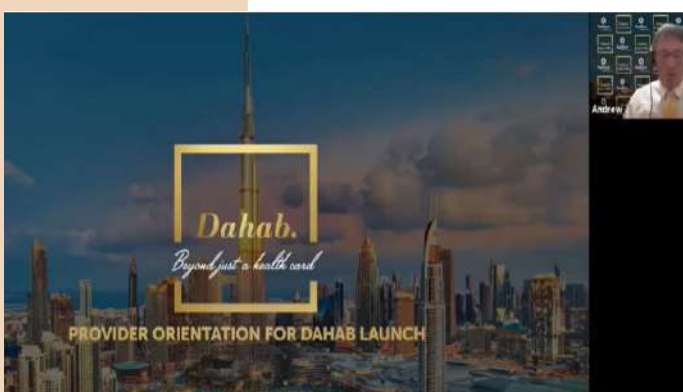 Dahab.
Beyond just a health card
PROVIDER ORIENTATION FOR DAHAB LAUNCH
Andrew